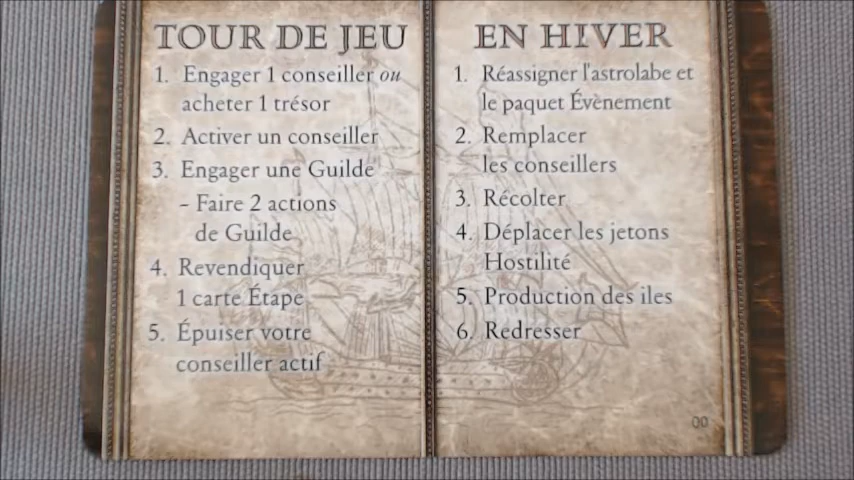 TOUR DE JEU
1. Engager 1 conseiller ou
acheter 1 trésor
2. Activer un conseiller
3. Engager une Guilde
- Faire 2 actions
de Guilde
4. Revendiquer
1 carte Étape
5. Épuiser votre
conseiller actif
EN HIVER
1. Réassigner l'astrolabe et
le paquet Évènement
2. Remplacer
les conseillers
3. Récolter
4. Déplacer les jetons
Hostilité
5. Production des iles
6. Redresser
00